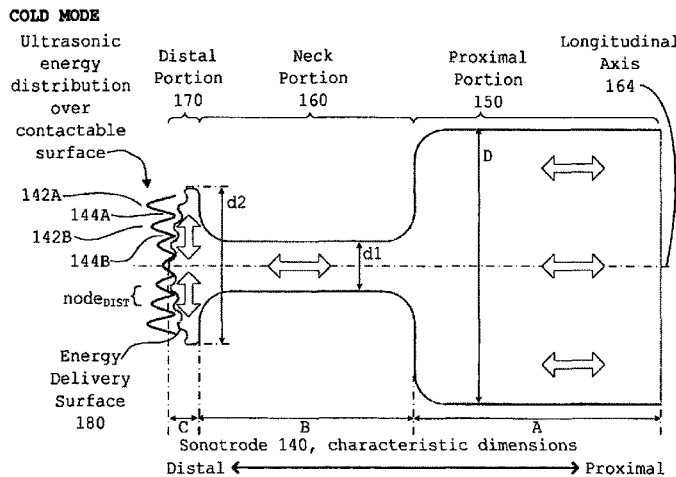 COLD MODE
Ultrasonic
energy
distribution
over
contactable
surface
Distal
Portion
170
Neck
Portion
160
Proximal
Portion
150
Longitudinal
Axis
164
142A
144A
142B
144B
nodeDIST
Energy
Delivery
Surface
180
d2
d1
D
C
B
A
Sonotrode 140, characteristic dimensions
Distal
Proximal